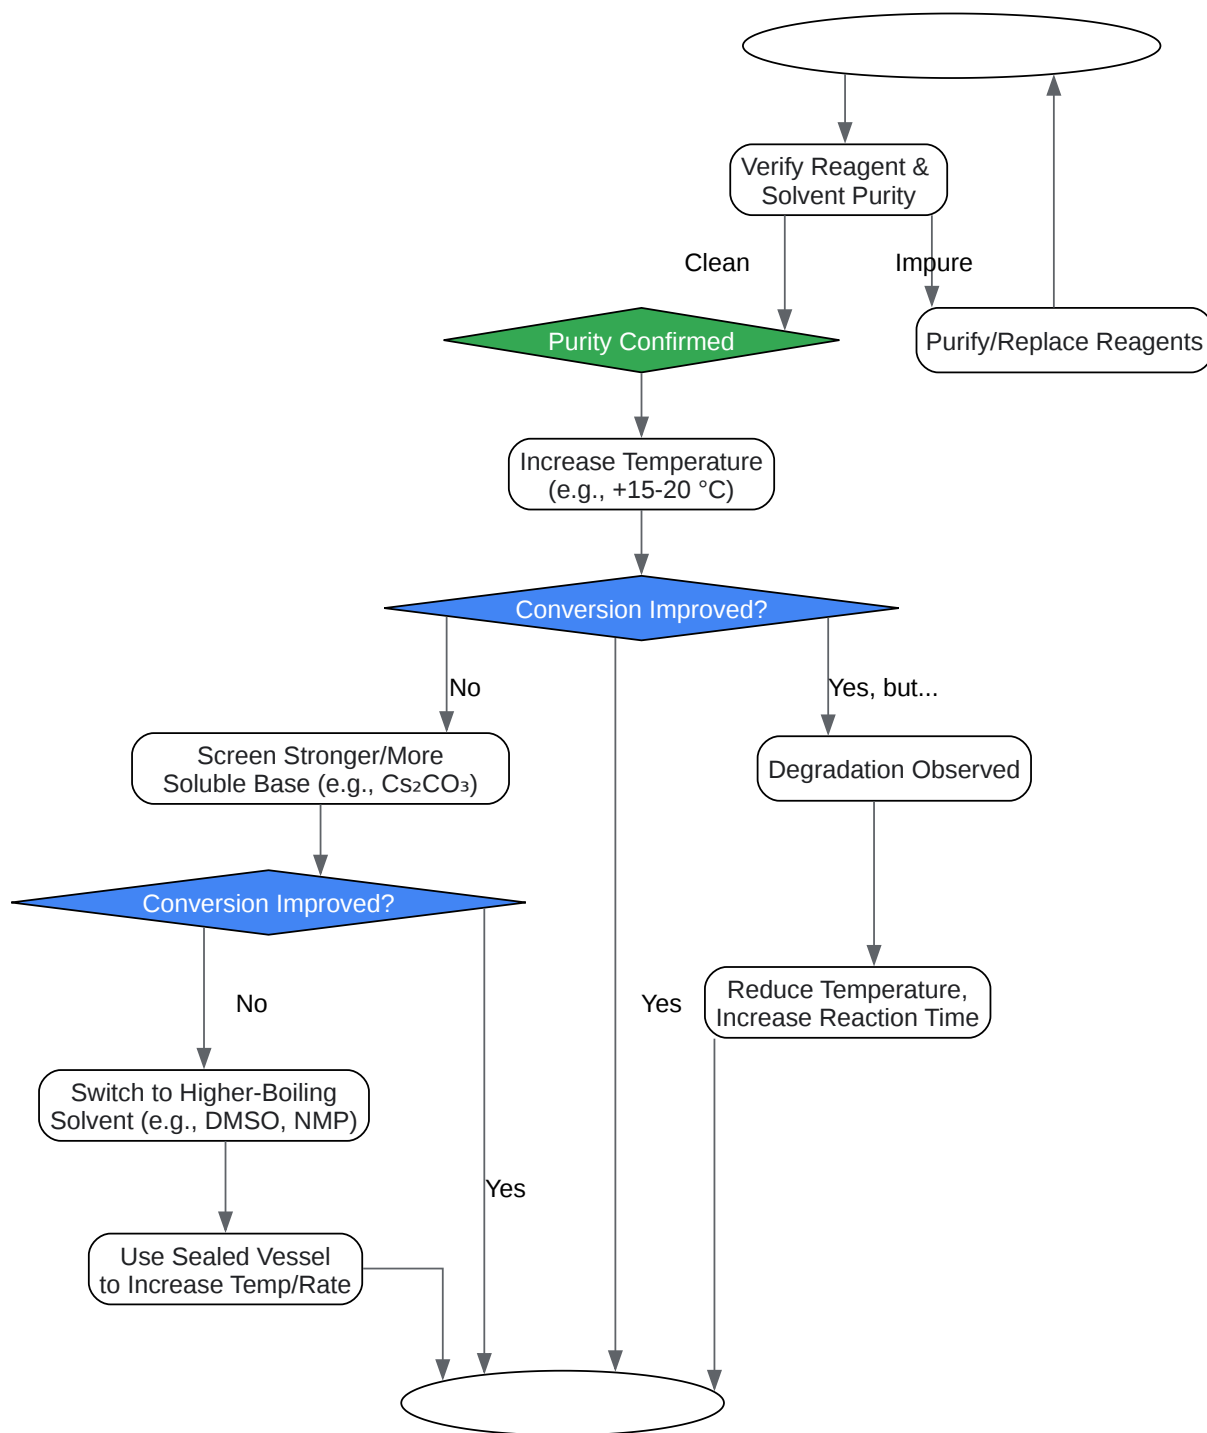 Verify Reagent &
Solvent Purity
Clean
Impure
Purity Confirmed
Purify/Replace Reagents
Increase Temperature
(e.g., +15-20 °C)
Conversion Improved?
No
Yes, but...
Screen Stronger/More
Soluble Base (e.g., Cs₂CO₃)
Degradation Observed
Conversion Improved?
No
Yes
Reduce Temperature,
Increase Reaction Time
Switch to Higher-Boiling
Solvent (e.g., DMSO, NMP)
Yes
Use Sealed Vessel
to Increase Temp/Rate